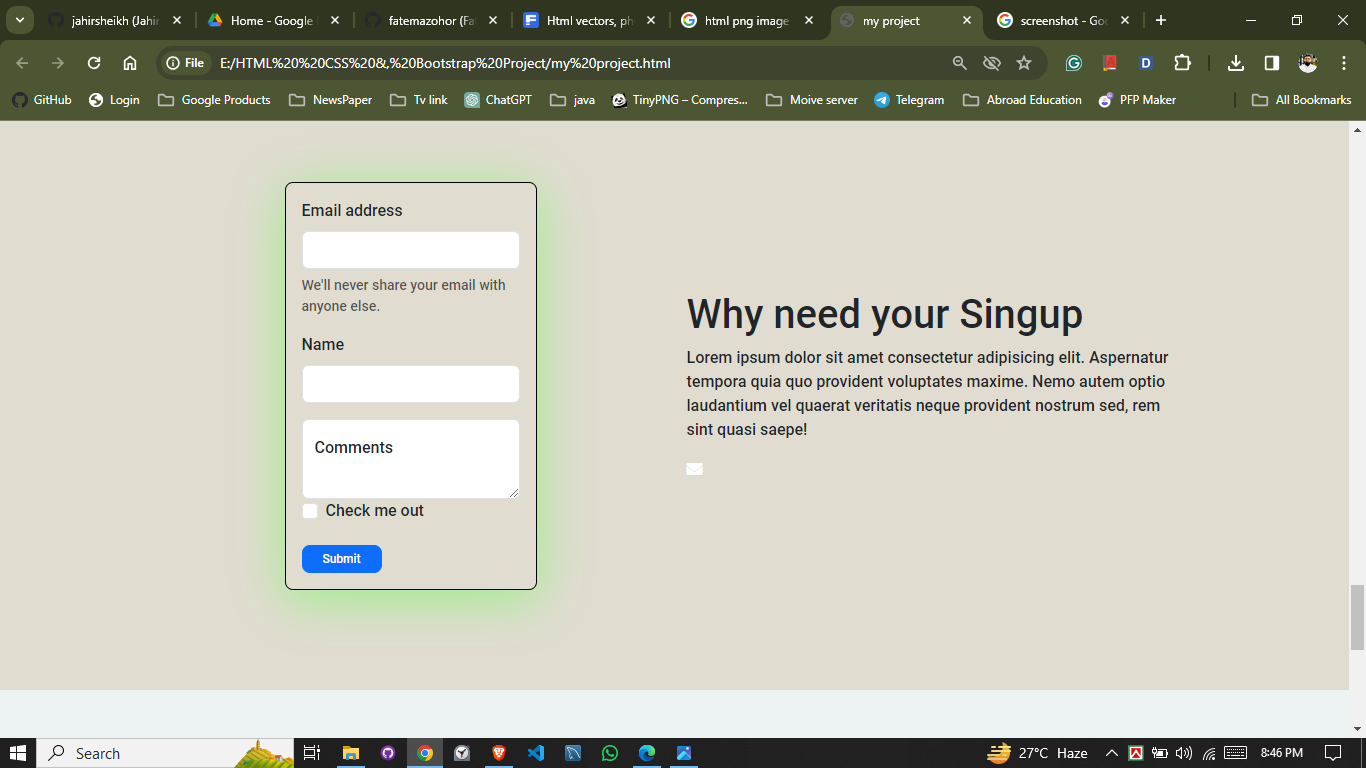 jahirsheikh (Jahir
Home - Google
fatemazohor (Fat
Html vectors, ph
html png image
my project
screenshot - Goo
File
E:/HTML%20%20CSS%20&,%20Bootstrap%20Project/my%20project.html
GitHub
Login
Google Products
NewsPaper
Tv link
ChatGPT
java
TinyPNG – Compres...
Moive server
Telegram
Abroad Education
PFP Maker
All Bookmarks
Email address
We'll never share your email with
anyone else.
Name
Comments
Check me out
Submit
Why need your Singup
Lorem ipsum dolor sit amet consectetur adipisicing elit. Aspernatur
tempora quia quo provident voluptates maxime. Nemo autem optio
laudantium vel quaerat veritatis neque provident nostrum sed, rem
sint quasi saepe!
Search
27°C Haze
8:46 PM